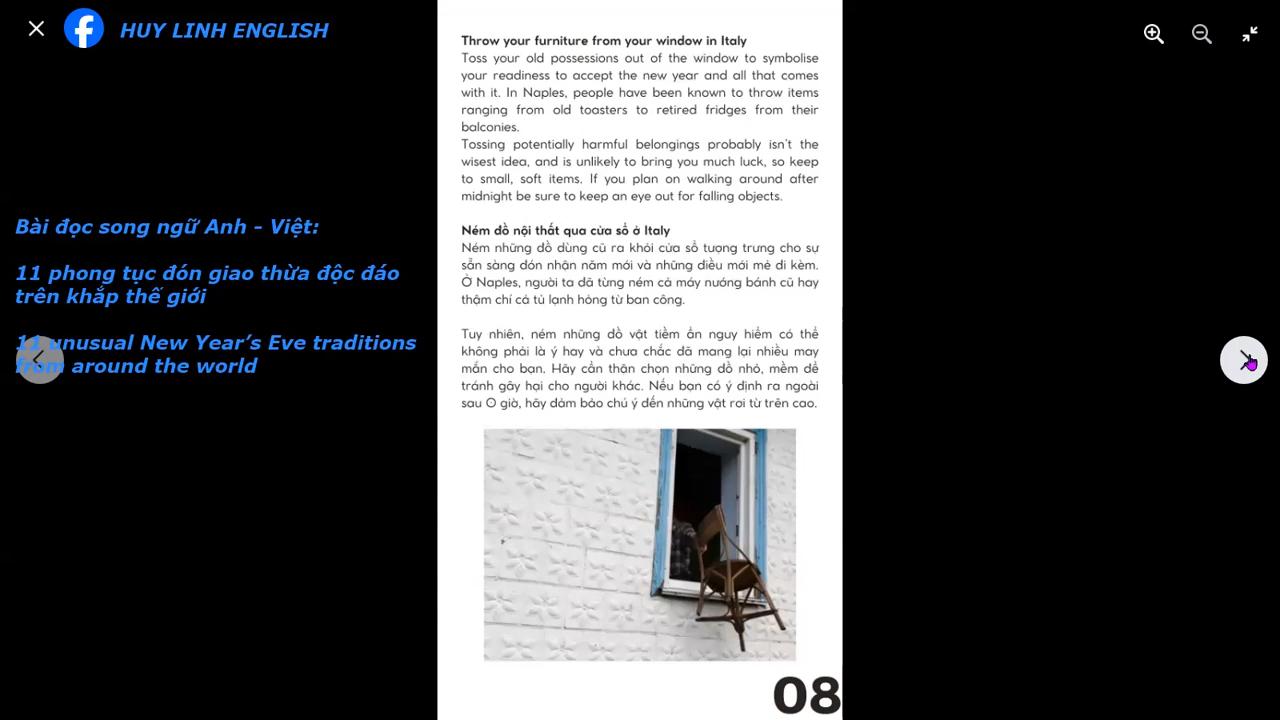 HUY LINH ENGLISH
Throw your furniture from your window in Italy
Toss your old possessions out of the window to symbolise
your readiness to accept the new year and all that comes
with it. In Naples, people have been known to throw items
ranging from old toasters to retired fridges from their
balconies.
Tossing potentially harmful belongings probably isn't the
wisest idea, and is unlikely to bring you much luck, so keep
to small, soft items. If you plan on walking around after
midnight be sure to keep an eye out for falling objects.
Ném đồ nội thất qua cửa sổ ở Italy
Ném những đồ dùng cũ ra khỏi cửa sổ tượng trưng cho sự
sẵn sàng đón nhận năm mới và những điều mới mẻ đi kèm.
Ở Naples, người ta đã từng ném cả máy nướng bánh cũ hay
thậm chí cả tủ lạnh hỏng từ ban công.
Tuy nhiên, ném những đồ vật tiềm ẩn nguy hiểm có thể
không phải là ý hay và chưa chắc đã mang lại nhiều may
mắn cho bạn. Hãy cẩn thận chọn những đồ nhỏ, mềm để
tránh gây hại cho người khác. Nếu bạn có ý định ra ngoài
sau 0 giờ, hãy đảm bảo chú ý đến những vật rơi từ trên cao.
Bài đọc song ngữ Anh - Việt:
11 phong tục đón giao thừa độc đáo
trên khắp thế giới
11 unusual New Year’s Eve traditions
from around the world
08